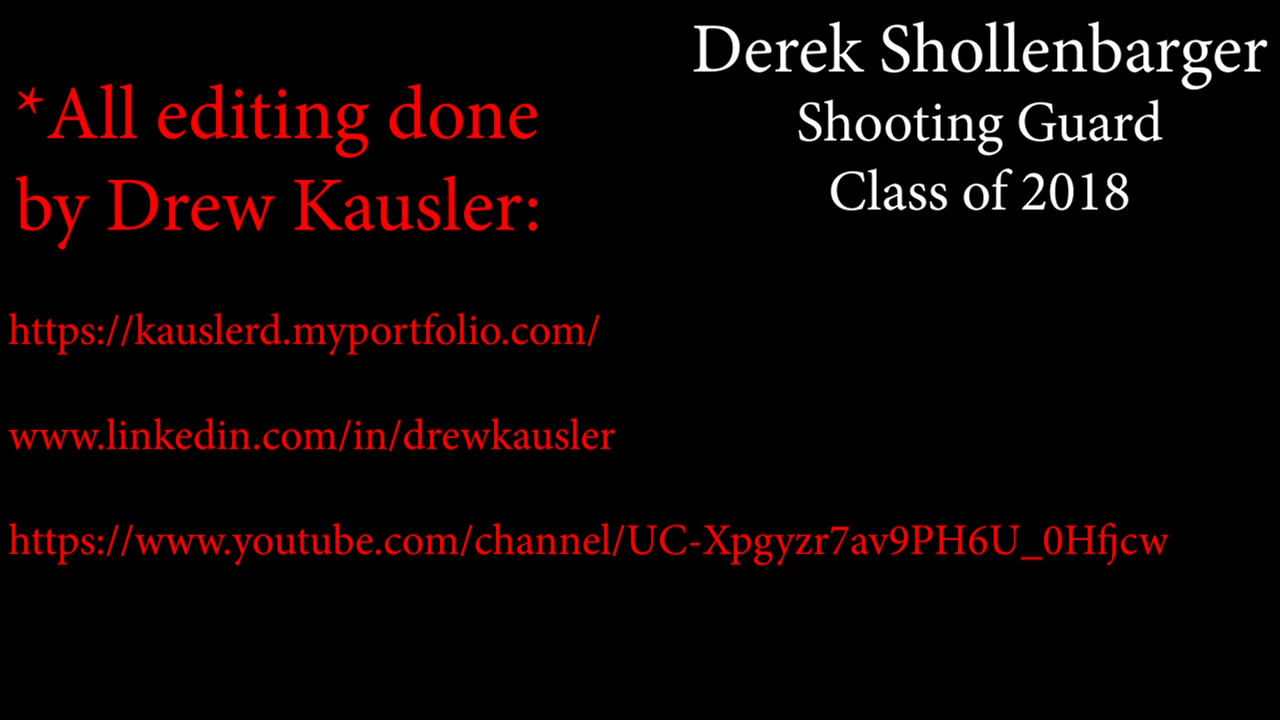 Derek Shollenbarger
Shooting Guard
Class of 2018
*All editing done
by Drew Kausler:
https://kauslerd.myportfolio.com/
www.linkedin.com/in/drewkausler
https://www.youtube.com/channel/UC-Xpgyzr7av9PH6U_0Hfjcw